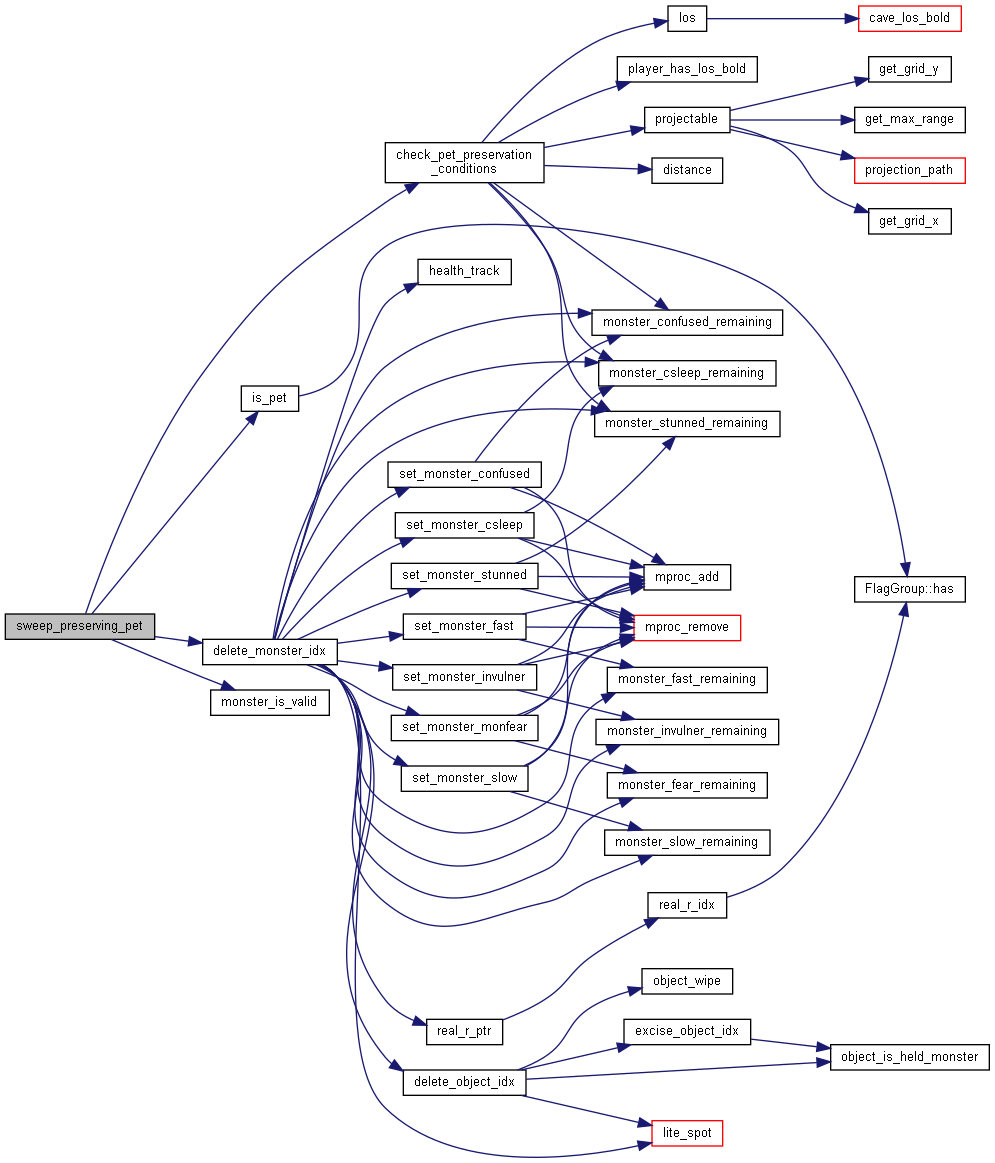 los
cave_los_bold
player_has_los_bold
get_grid_y
projectable
get_max_range
check_pet_preservation
_conditions
distance
projection_path
get_grid_x
health_track
monster_confused_remaining
monster_csleep_remaining
is_pet
monster_stunned_remaining
set_monster_confused
set_monster_csleep
set_monster_stunned
mproc_add
FlagGroup::has
sweep_preserving_pet
set_monster_fast
mproc_remove
delete_monster_idx
set_monster_invulner
monster_fast_remaining
monster_is_valid
set_monster_monfear
monster_invulner_remaining
set_monster_slow
monster_fear_remaining
monster_slow_remaining
real_r_idx
object_wipe
real_r_ptr
excise_object_idx
object_is_held_monster
delete_object_idx
lite_spot